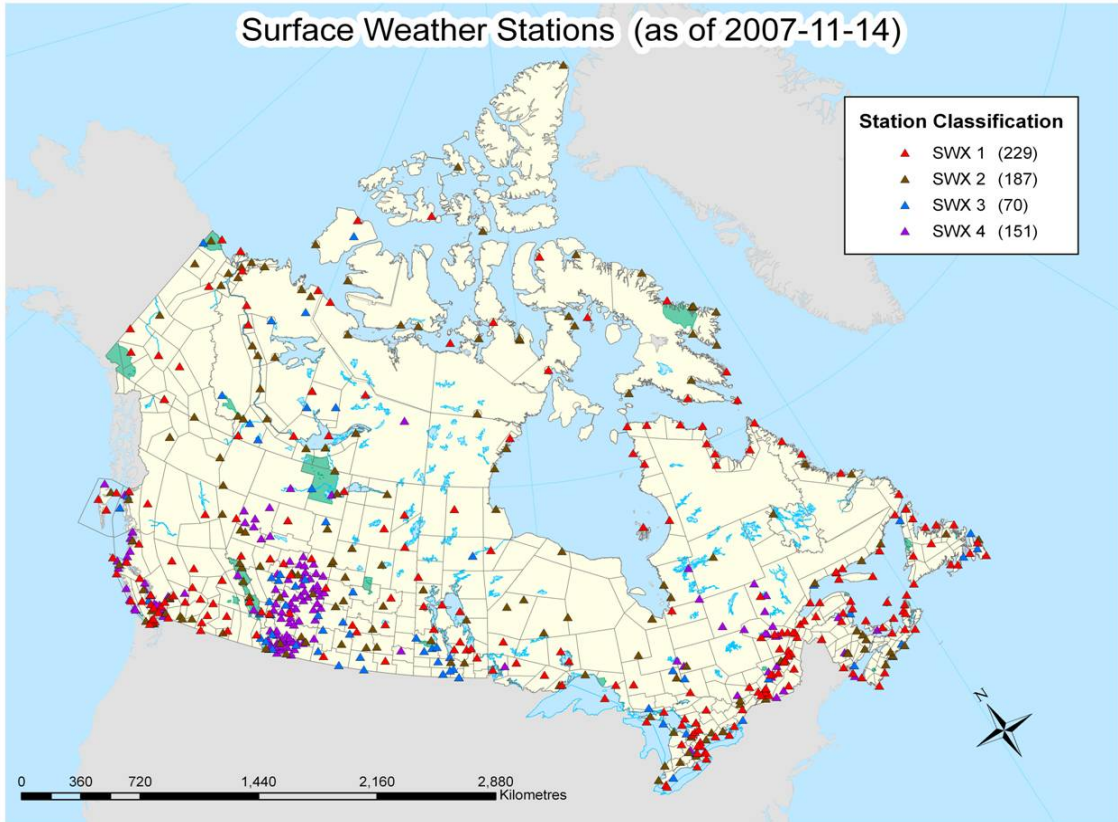 Surface Weather Stations (as of 2007-11-14)
Station Classification
SWX 1 (229)
SWX 2 (187)
SWX 3 (70)
SWX 4 (151)
N
0 360 720 1,440 2,160 2,880
Kilometres